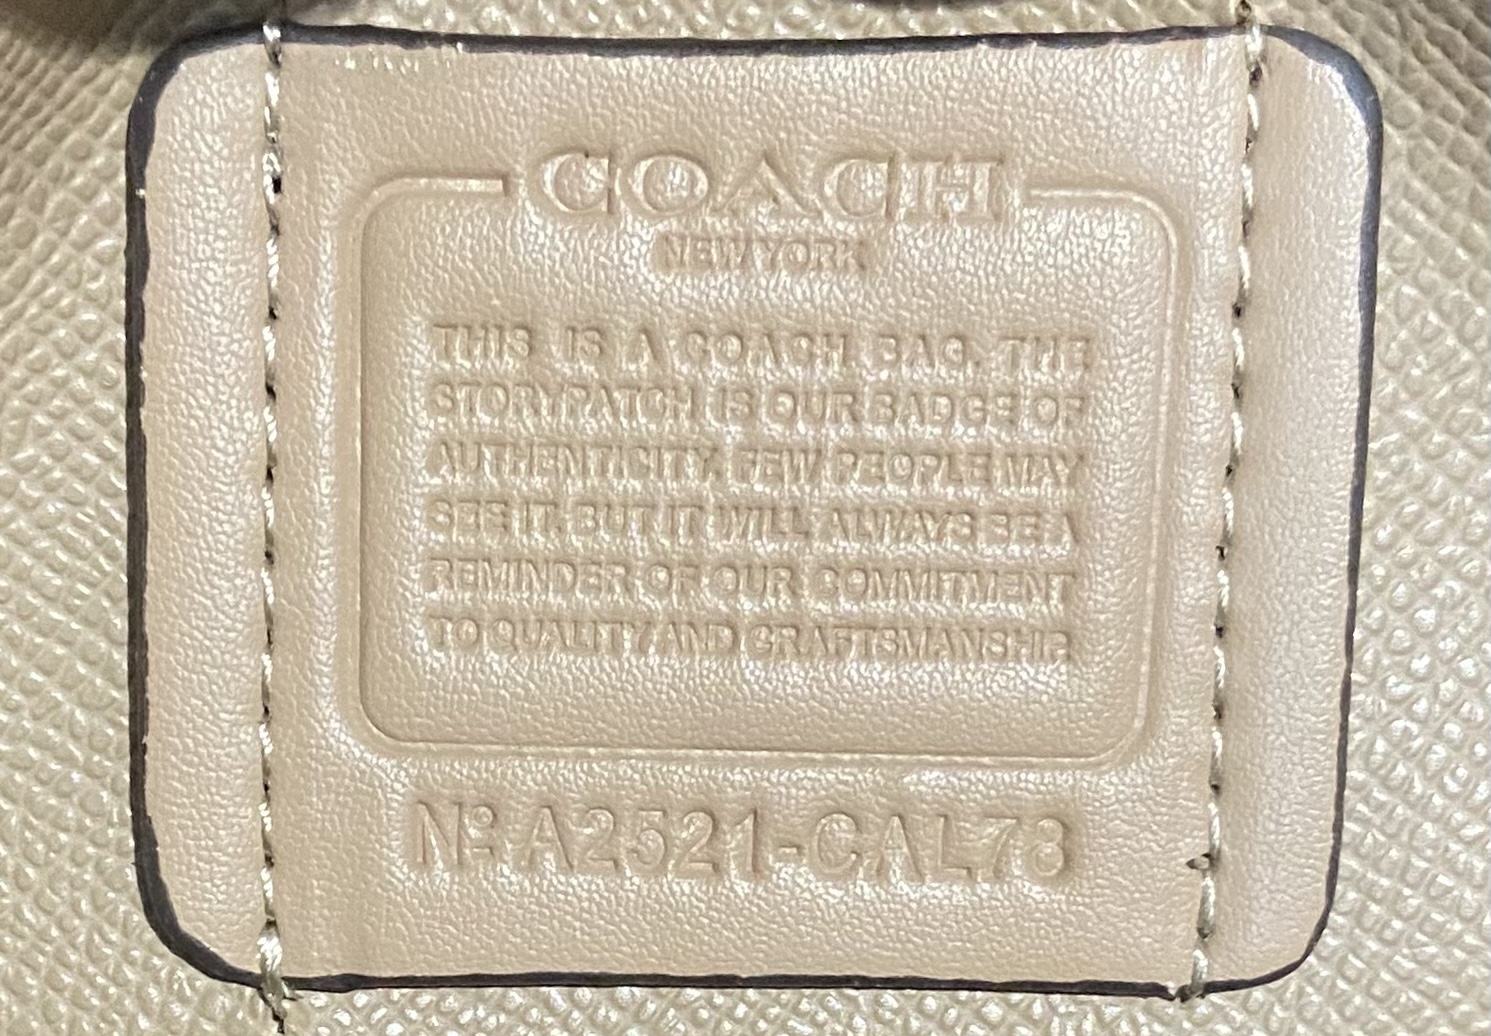 COACH
NEW YORK
THIS IS A COACH BAG. THE
STORYPATCH IS OUR BADGE OF
AUTHENTICITY. FEW PEOPLE MAY
SEE IT. BUT IT WILL ALWAYS BE A
REMINDER OF OUR COMMITMENT
TO QUALITY AND CRAFTSMANSHIP.
Nº A2521-CAL78